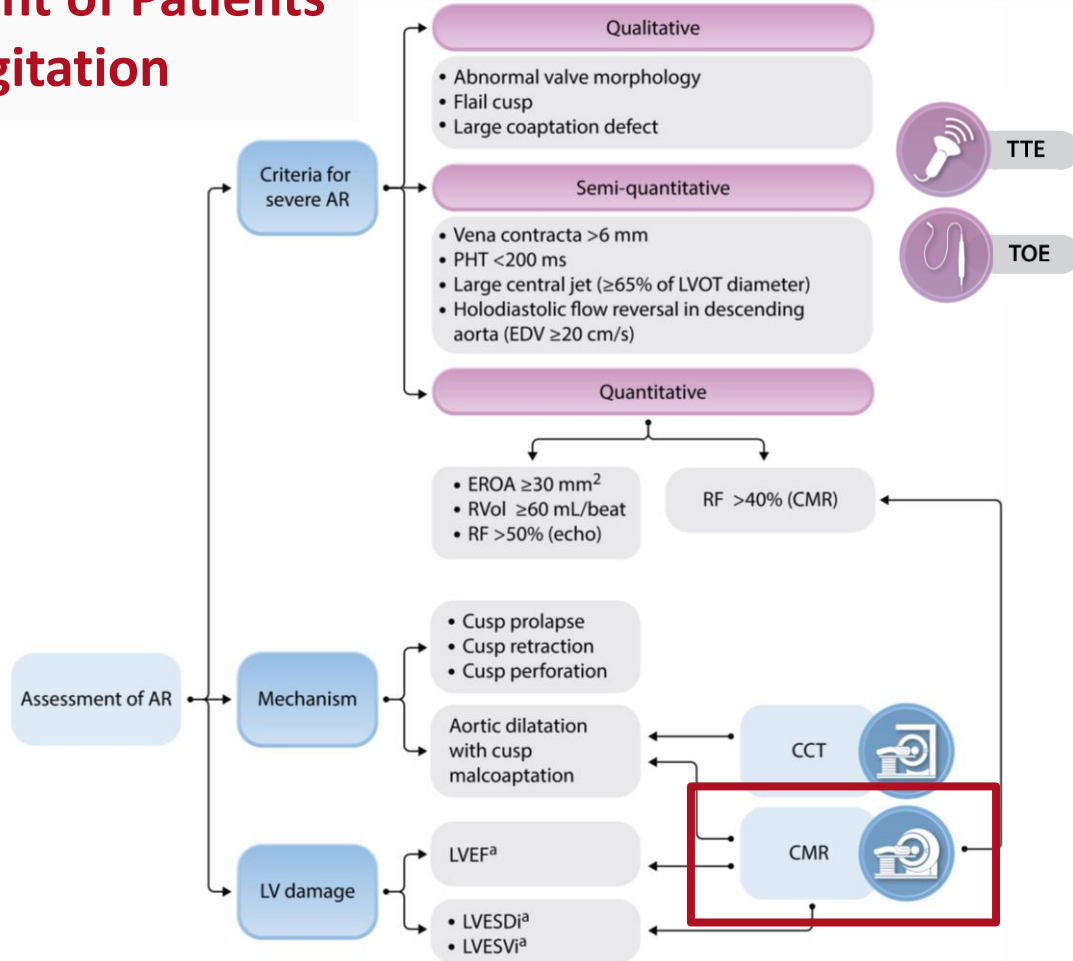 nt of Patients
gitation
Qualitative
• Abnormal valve morphology
• Flail cusp
• Large coaptation defect
TTE
Criteria for
severe AR
Semi-quantitative
• Vena contracta >6 mm
• PHT <200 ms
• Large central jet (≥65% of LVOT diameter)
• Holodiastolic flow reversal in descending
aorta (EDV ≥20 cm/s)
TOE
Quantitative
• EROA ≥30 mm²
• RVol ≥60 mL/beat
• RF >50% (echo)
RF >40% (CMR)
Assessment of AR
Mechanism
• Cusp prolapse
• Cusp retraction
• Cusp perforation
Aortic dilatation
with cusp
malcoaptation
CCT
CMR
LV damage
LVEFᵃ
• LVESDiᵃ
• LVESViᵃ